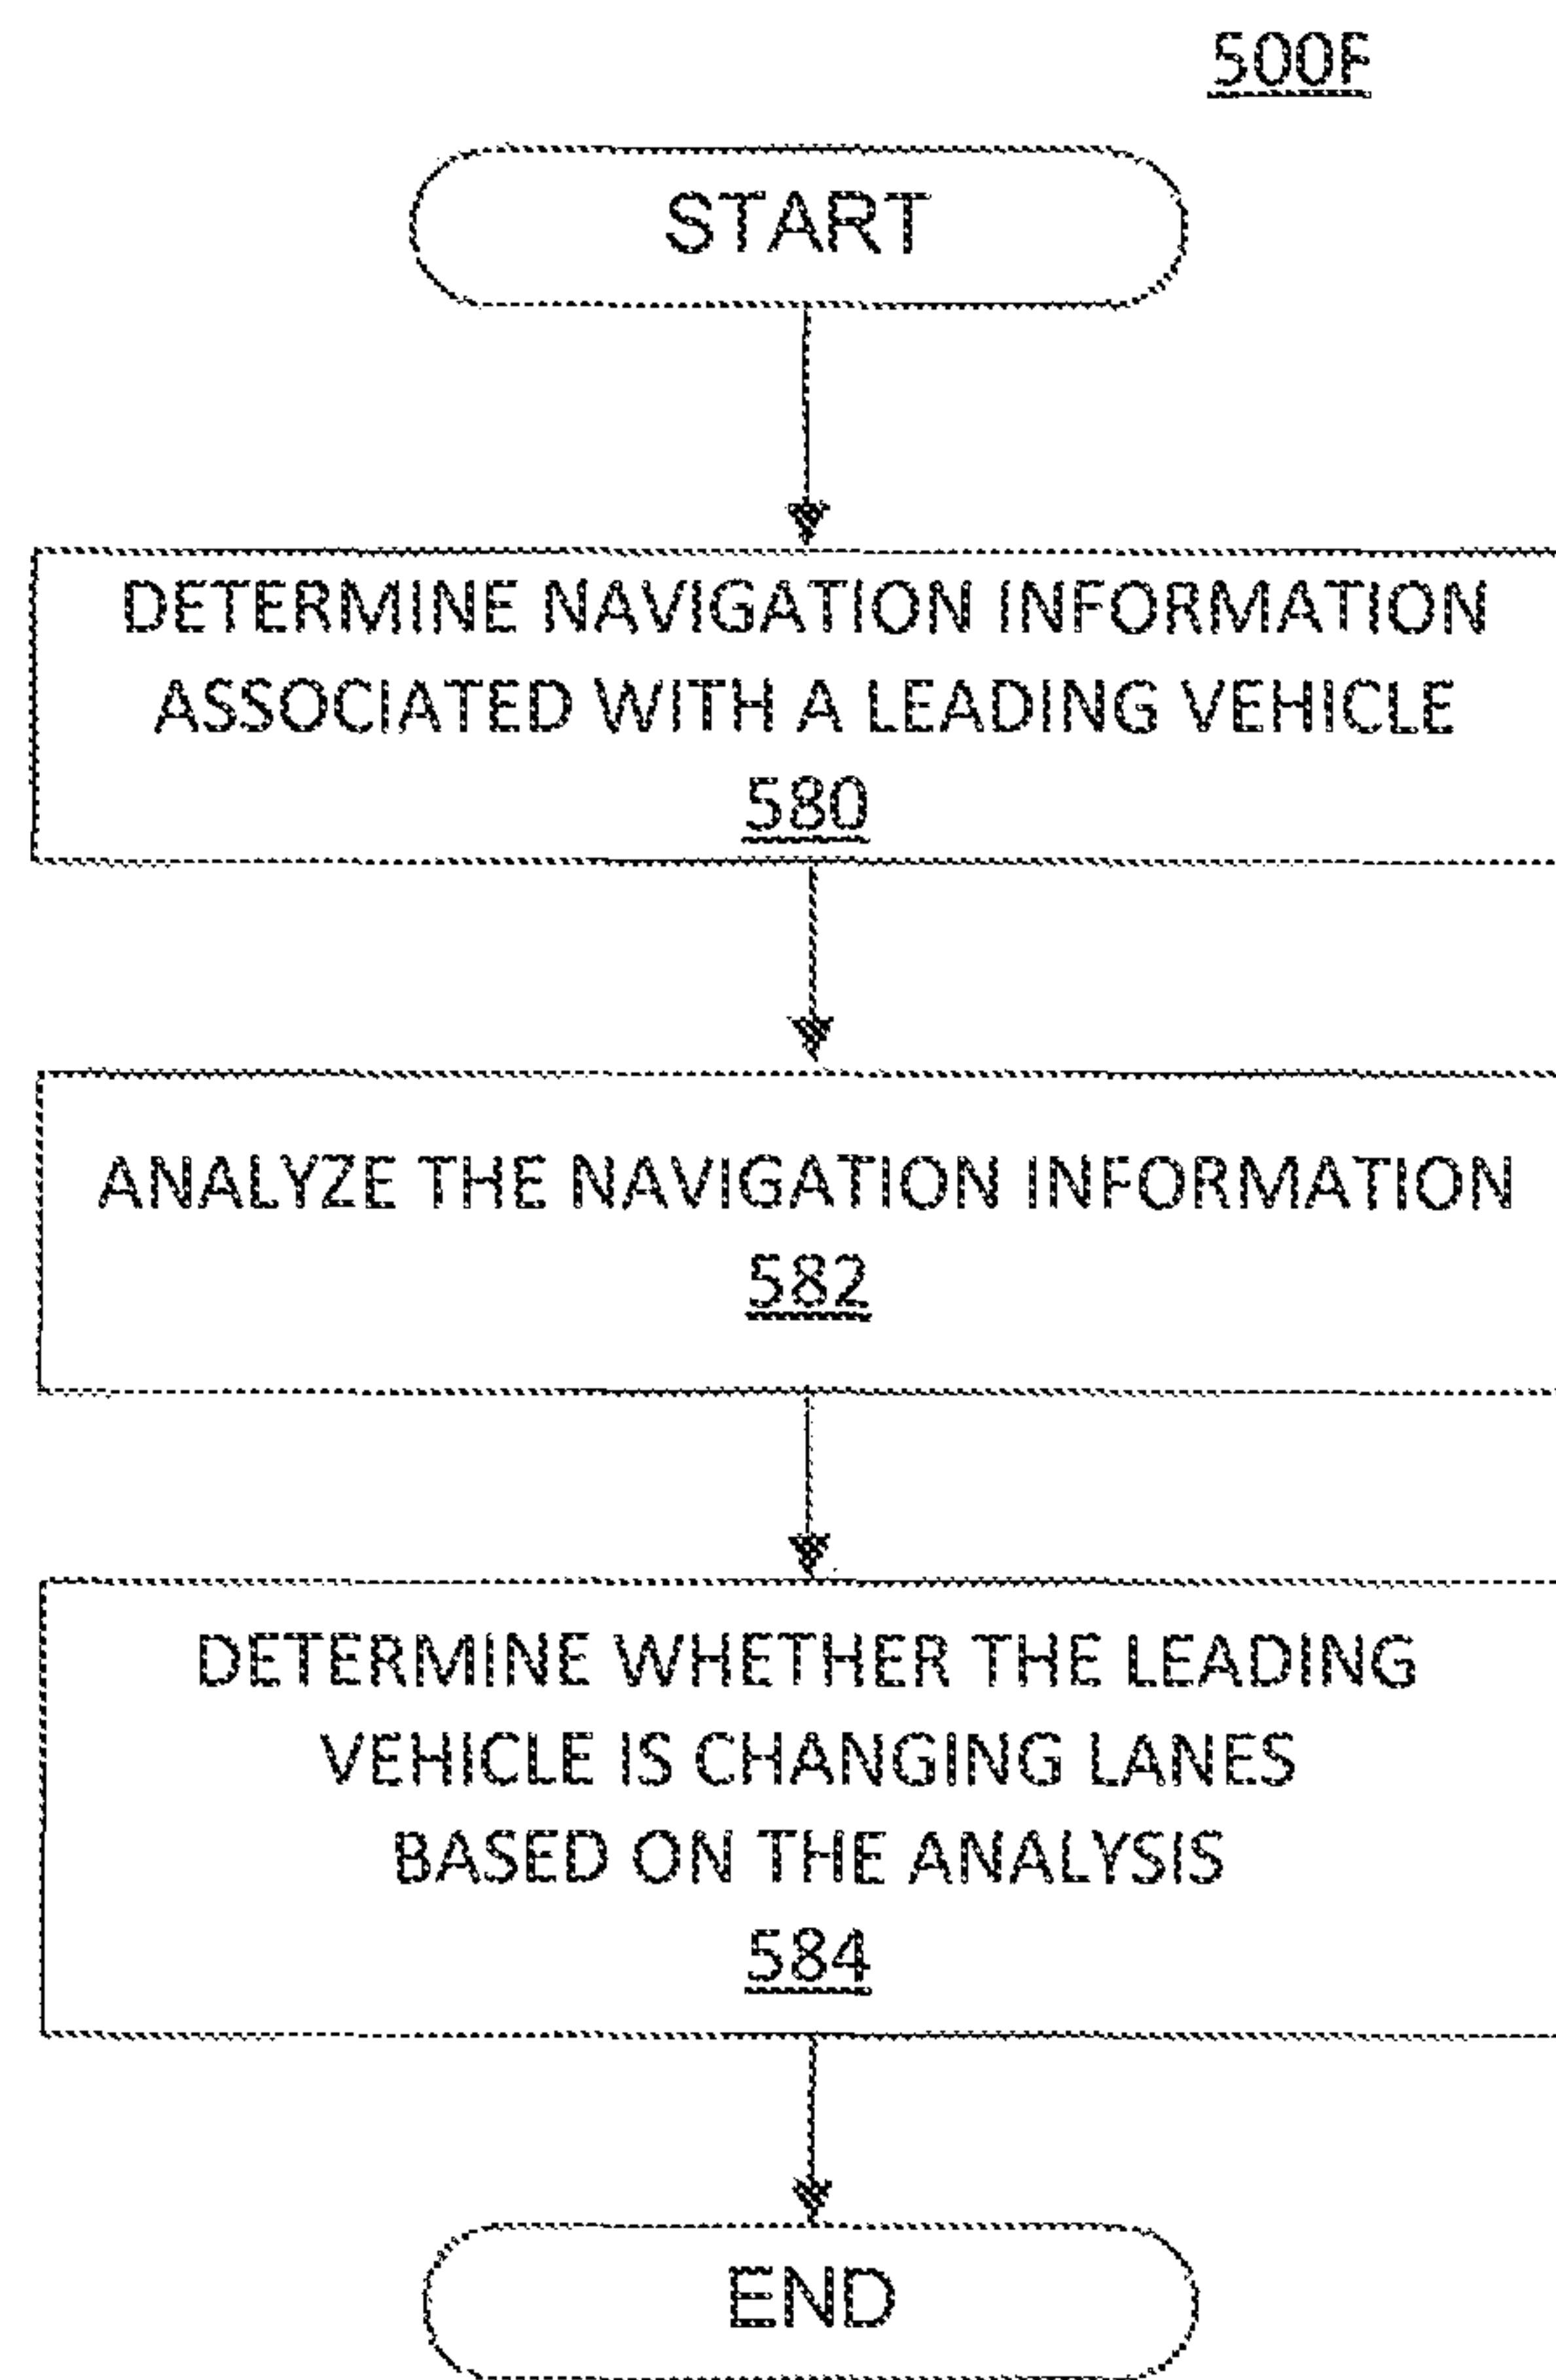 500F
START
DETERMINE NAVIGATION INFORMATION
ASSOCIATED WITH A LEADING VEHICLE
580
ANALYZE THE NAVIGATION INFORMATION
582
DETERMINE WHETHER THE LEADING
VEHICLE IS CHANGING LANES
BASED ON THE ANALYSIS
584
END